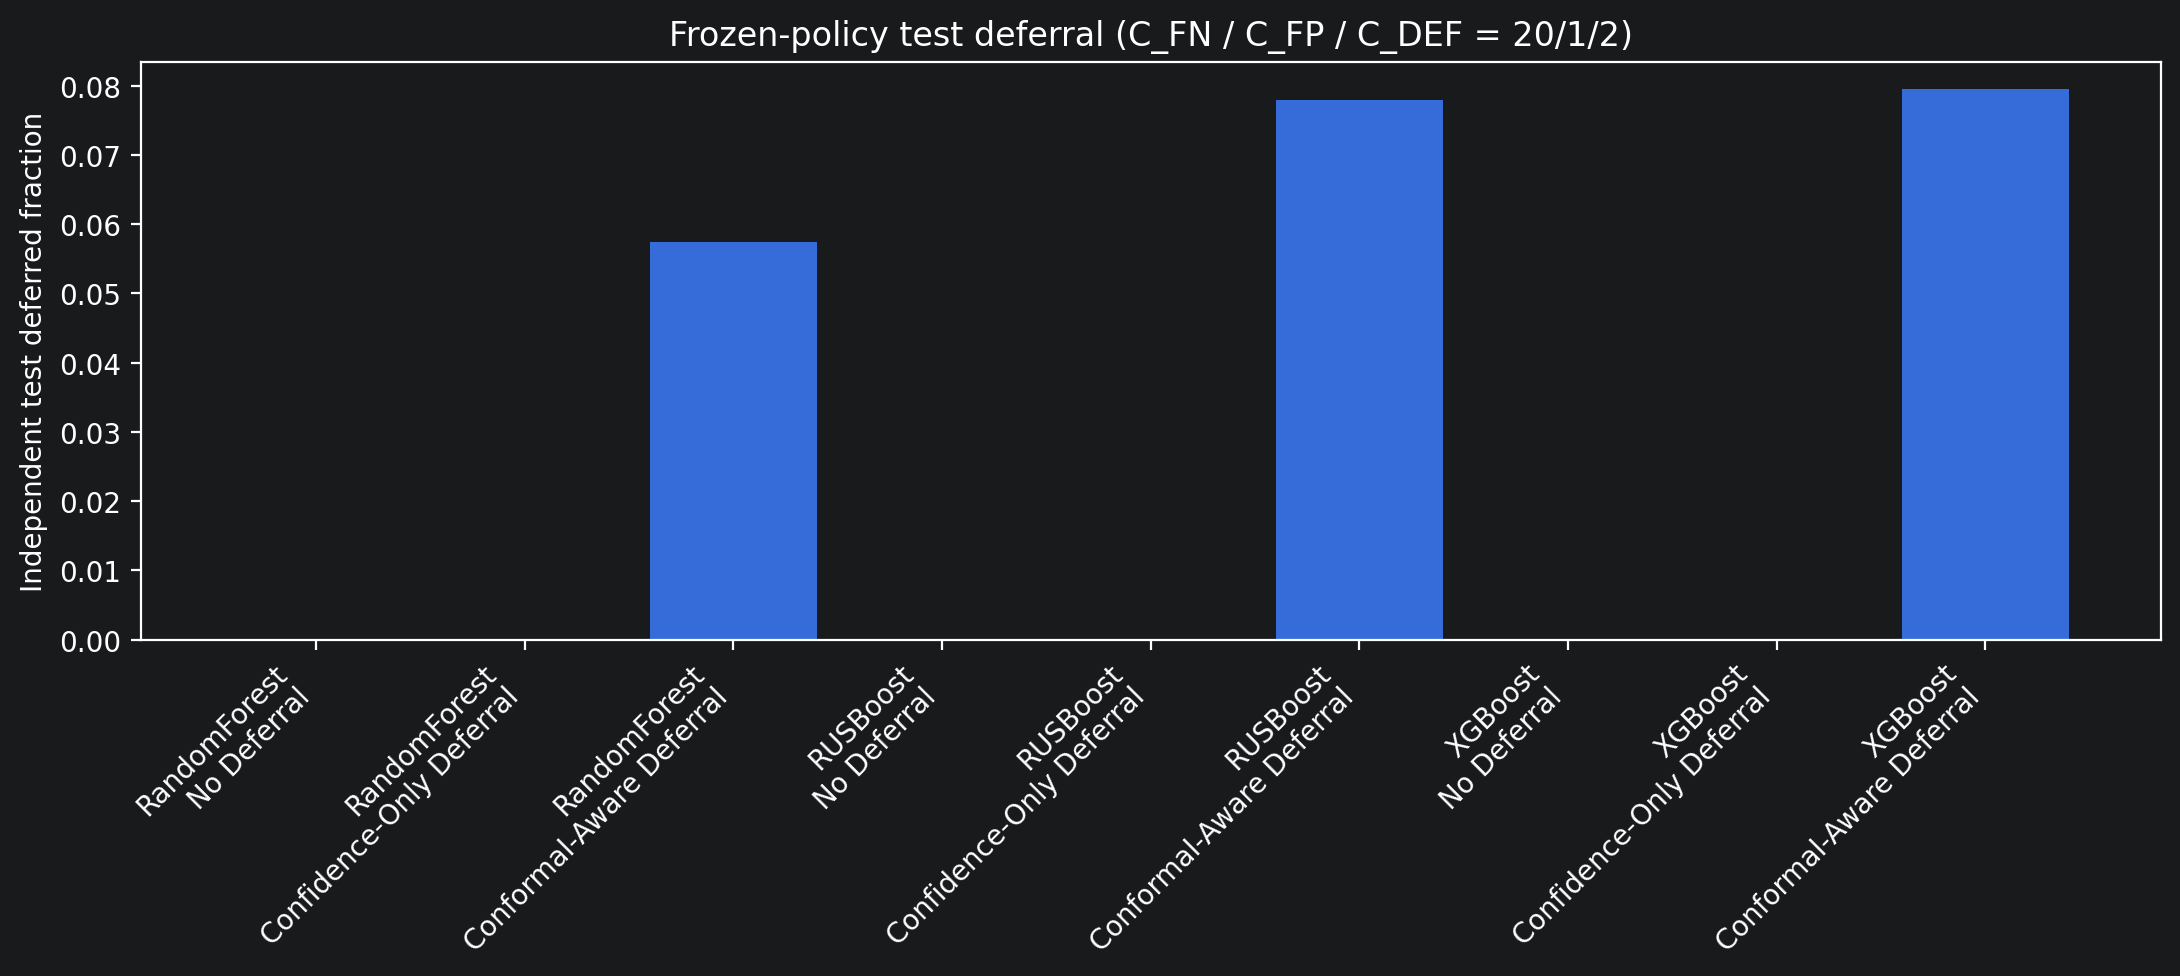 Frozen-policy test deferral (C_FN / C_FP / C_DEF = 20/1/2)
Independent test deferred fraction
0.08
0.07
0.06
0.05
0.04
0.03
0.02
0.01
0.00
RandomForest
No Deferral
RandomForest
Confidence-Only Deferral
RandomForest
Conformal-Aware Deferral
RUSBoost
No Deferral
RUSBoost
Confidence-Only Deferral
RUSBoost
Conformal-Aware Deferral
XGBoost
No Deferral
XGBoost
Confidence-Only Deferral
XGBoost
Conformal-Aware Deferral